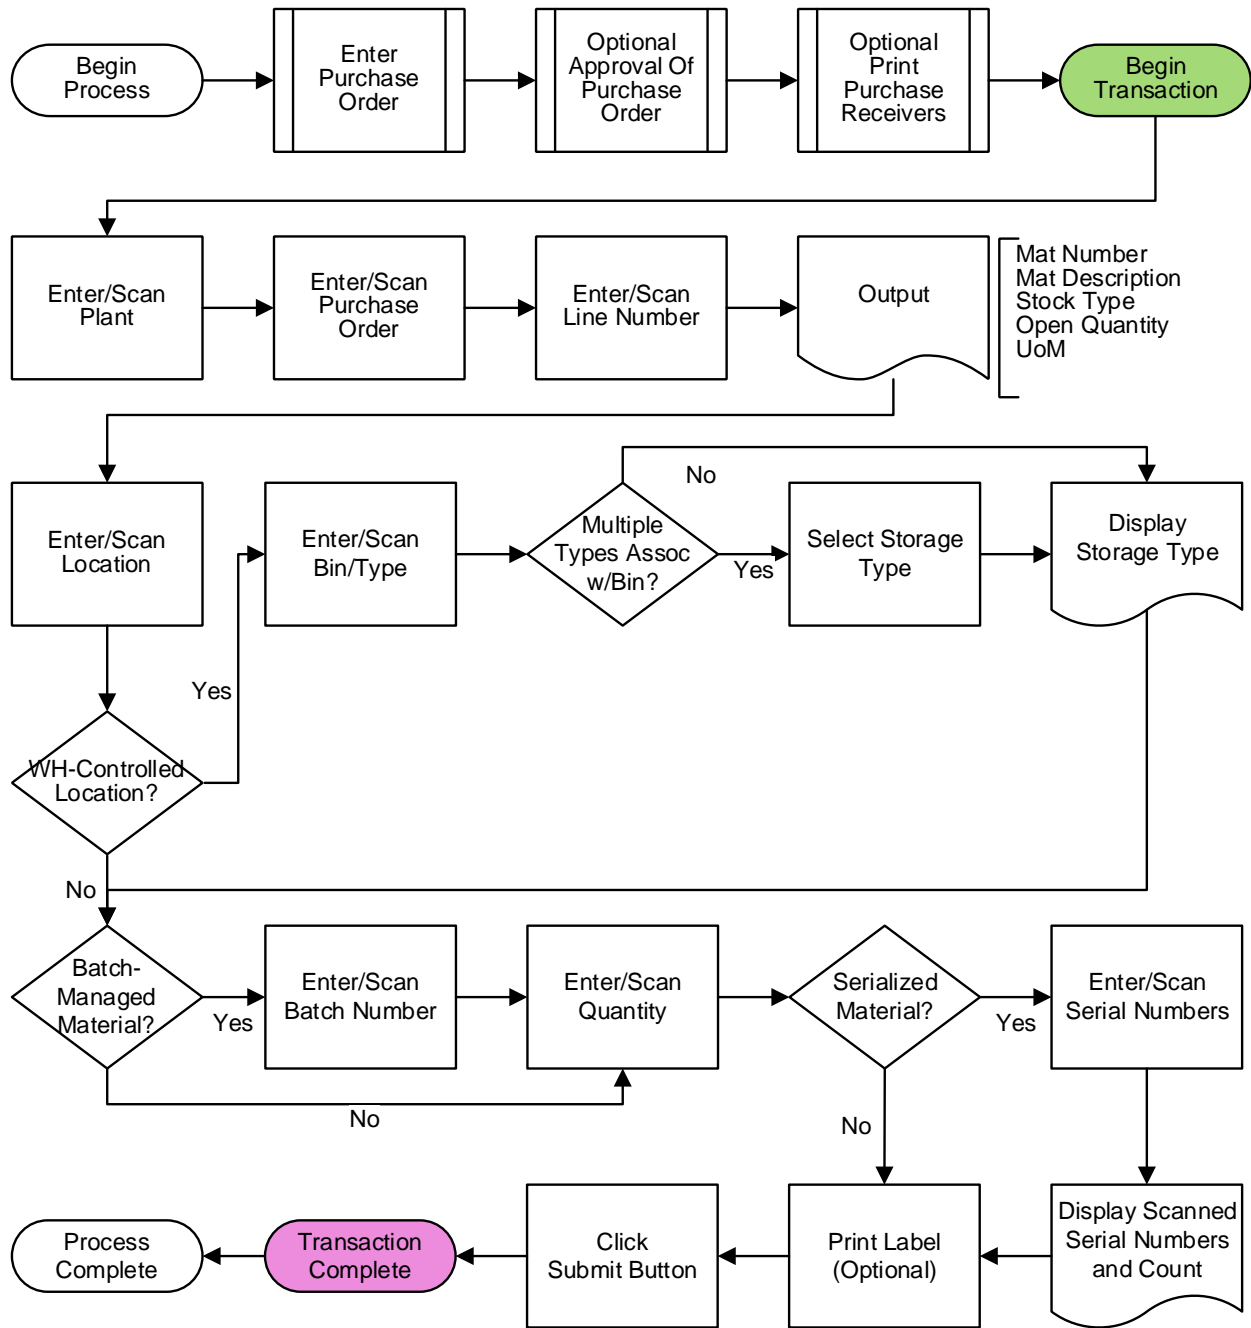 Begin
Process
Enter
Purchase
Order
Optional
Approval Of
Purchase
Order
Optional
Print
Purchase
Receivers
Begin
Transaction
Enter/Scan
Plant
Enter/Scan
Purchase
Order
Enter/Scan
Line Number
Output
Mat Number
Mat Description
Stock Type
Open Quantity
UoM
Enter/Scan
Location
Enter/Scan
Bin/Type
Multiple
Types Assoc
w/Bin?
No
Yes
Select Storage
Type
Display
Storage Type
Yes
WH-Controlled
Location?
No
Batch-
Managed
Material?
Yes
Enter/Scan
Batch Number
Enter/Scan
Quantity
No
Serialized
Material?
Yes
Enter/Scan
Serial Numbers
No
Process
Complete
Transaction
Complete
Click
Submit Button
Print Label
(Optional)
Display Scanned
Serial Numbers
and Count